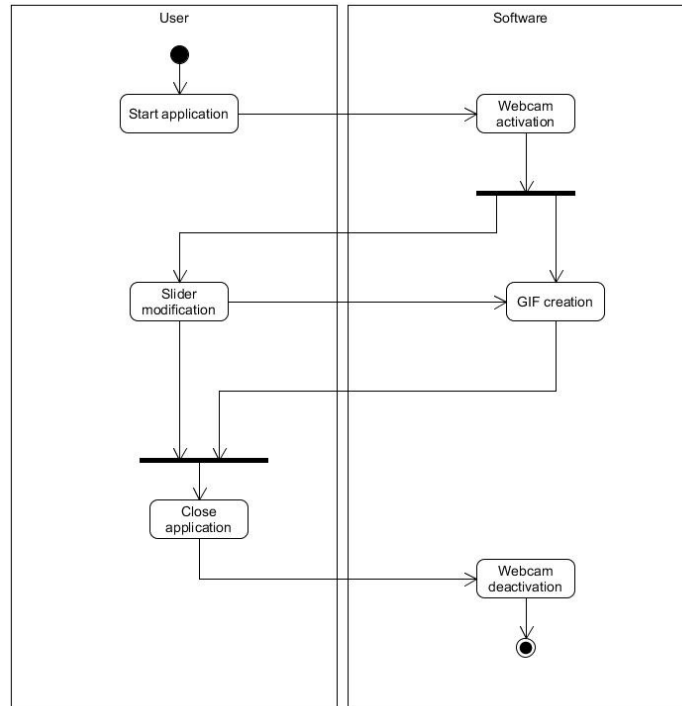 User
Software
Start application
Webcam
activation
Slider
modification
GIF creation
Close
application
Webcam
deactivation